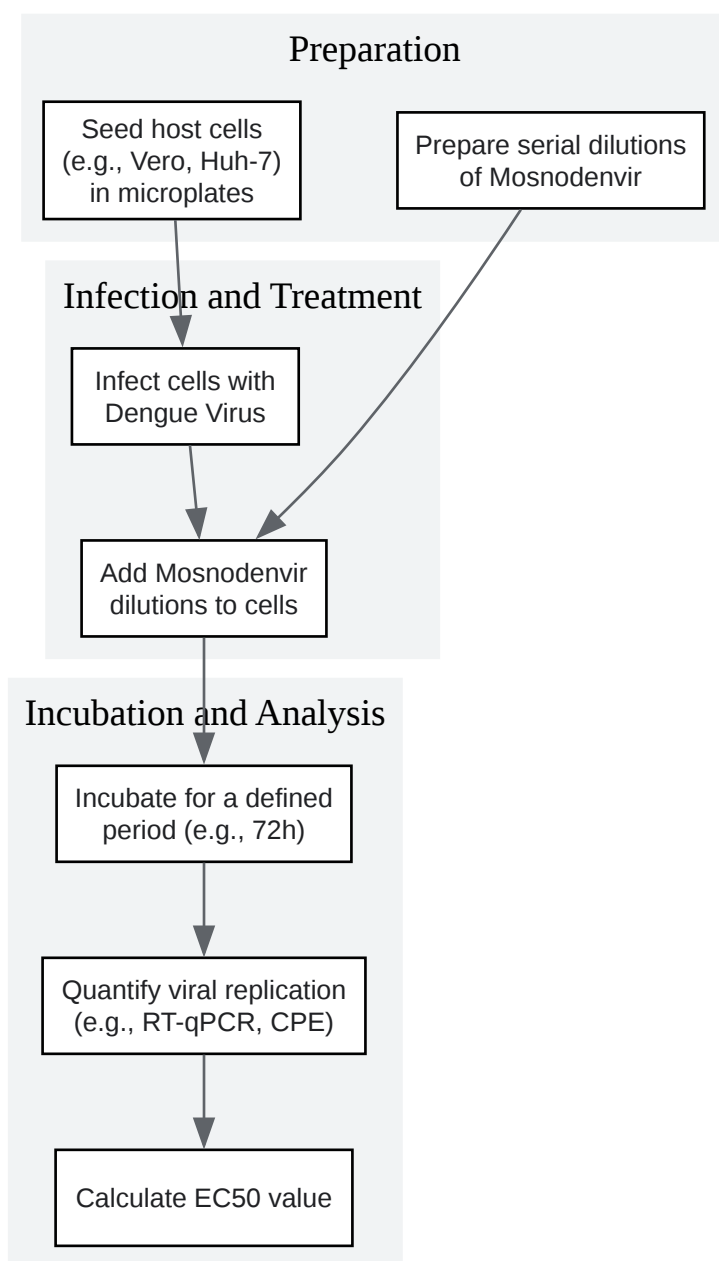 Preparation
Seed host cells
(e.g., Vero, Huh-7)
in microplates
Prepare serial dilutions
of Mosnodenvir
Infection and Treatment
Infect cells with
Dengue Virus
Add Mosnodenvir
dilutions to cells
Incubation and Analysis
Incubate for a defined
period (e.g., 72h)
Quantify viral replication
(e.g., RT-qPCR, CPE)
Calculate EC50 value